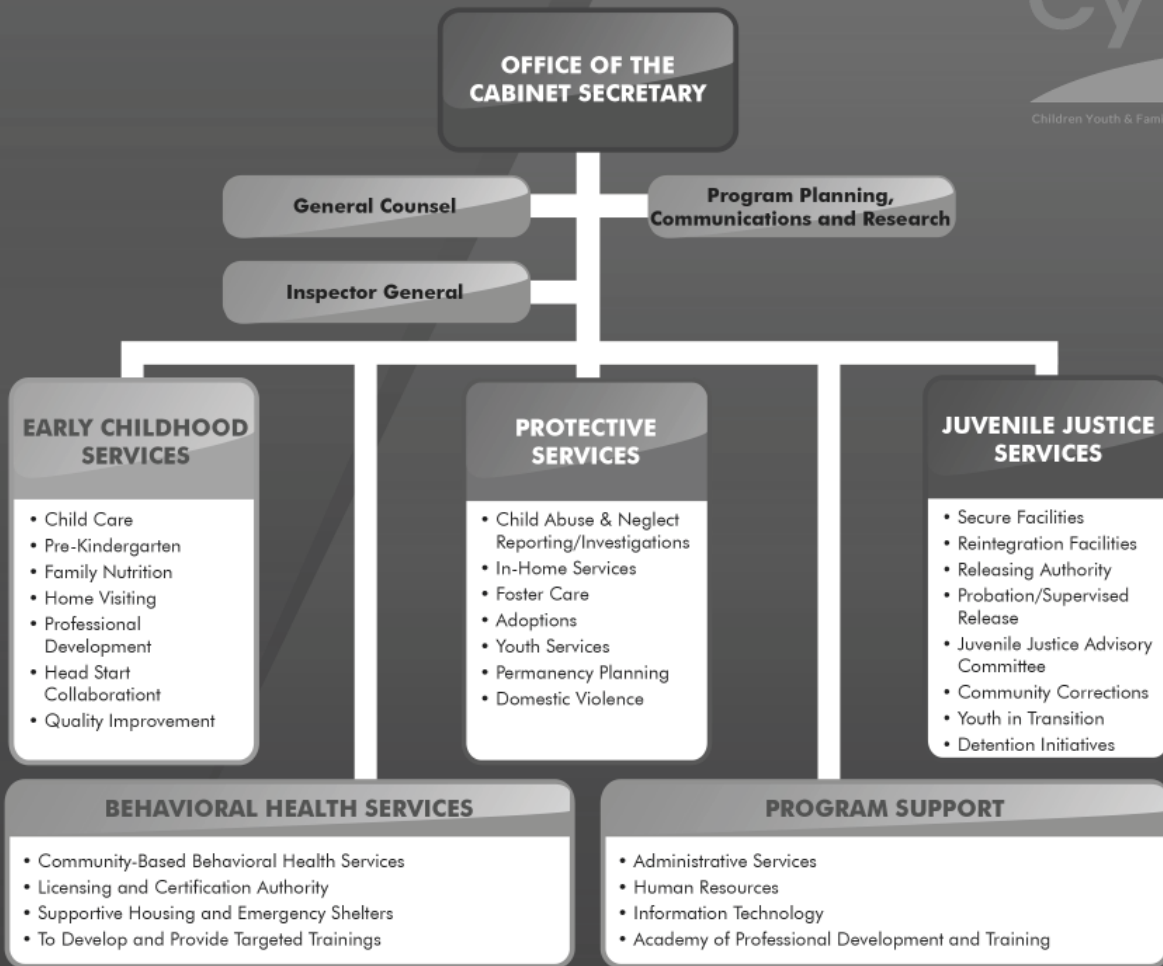 Cy
Children Youth & Fami
OFFICE OF THE
CABINET SECRETARY
General Counsel
Program Planning,
Communications and Research
Inspector General
EARLY CHILDHOOD
SERVICES
• Child Care
• Pre-Kindergarten
• Family Nutrition
• Home Visiting
• Professional
Development
• Head Start
Collaborationt
• Quality Improvement
PROTECTIVE
SERVICES
• Child Abuse & Neglect
Reporting/Investigations
• In-Home Services
• Foster Care
• Adoptions
• Youth Services
• Permanency Planning
• Domestic Violence
JUVENILE JUSTICE
SERVICES
• Secure Facilities
• Reintegration Facilities
• Releasing Authority
• Probation/Supervised
Release
• Juvenile Justice Advisory
Committee
• Community Corrections
• Youth in Transition
• Detention Initiatives
BEHAVIORAL HEALTH SERVICES
• Community-Based Behavioral Health Services
• Licensing and Certification Authority
• Supportive Housing and Emergency Shelters
• To Develop and Provide Targeted Trainings
PROGRAM SUPPORT
• Administrative Services
• Human Resources
• Information Technology
• Academy of Professional Development and Training